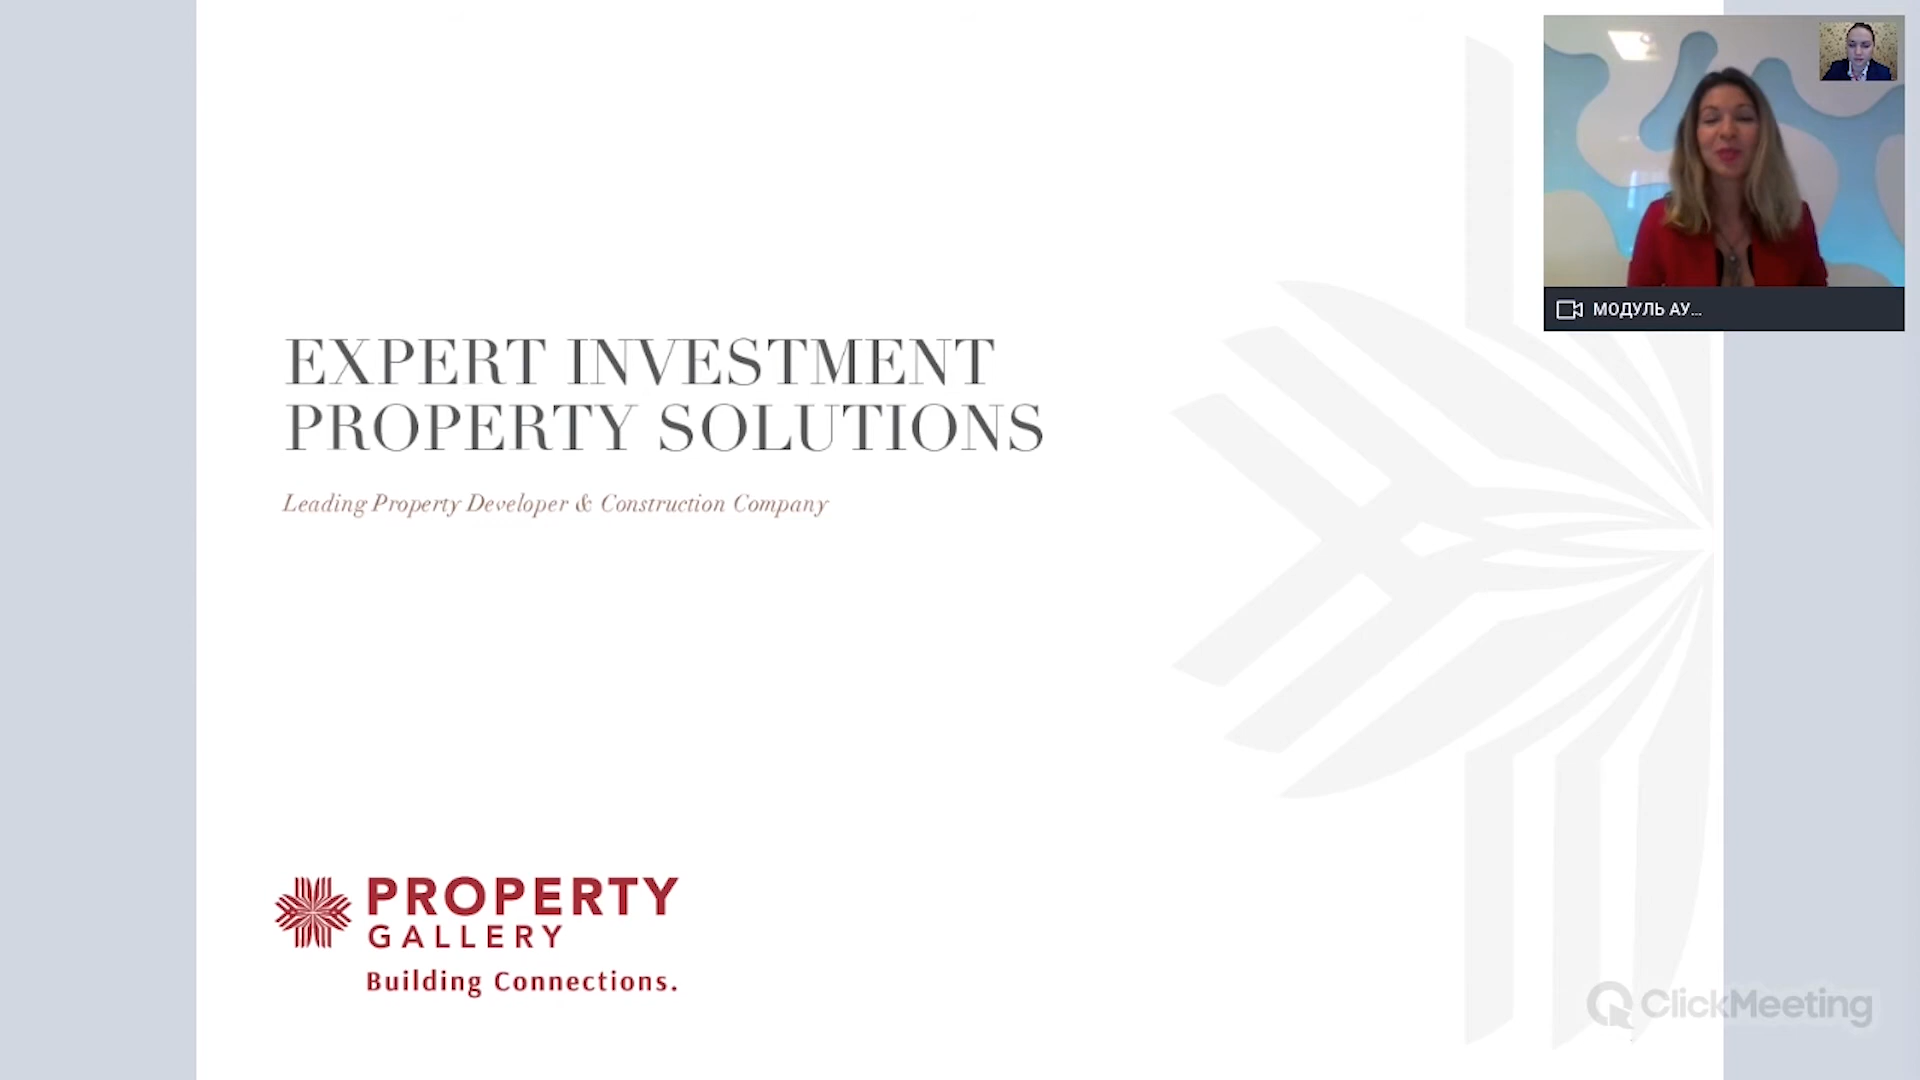 EXPERT INVESTMENT
PROPERTY SOLUTIONS
Leading Property Developer & Construction Company
PROPERTY
GALLERY
Building Connections.
МОДУЛЬ АУ...
ClickMeeting